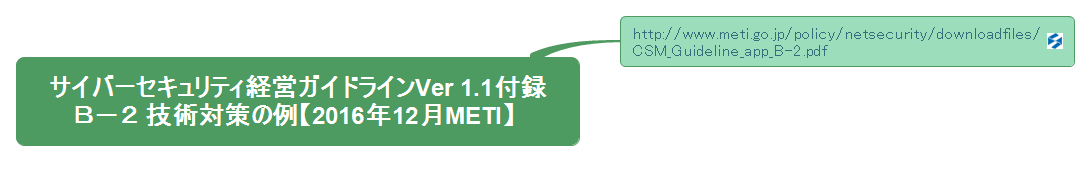 サイバーセキュリティ経営ガイドラインVer 1.1付録
Ｂ－２ 技術対策の例【2016年12月METI】
http://www.meti.go.jp/policy/netsecurity/downloadfiles/
CSM_Guideline_app_B-2.pdf